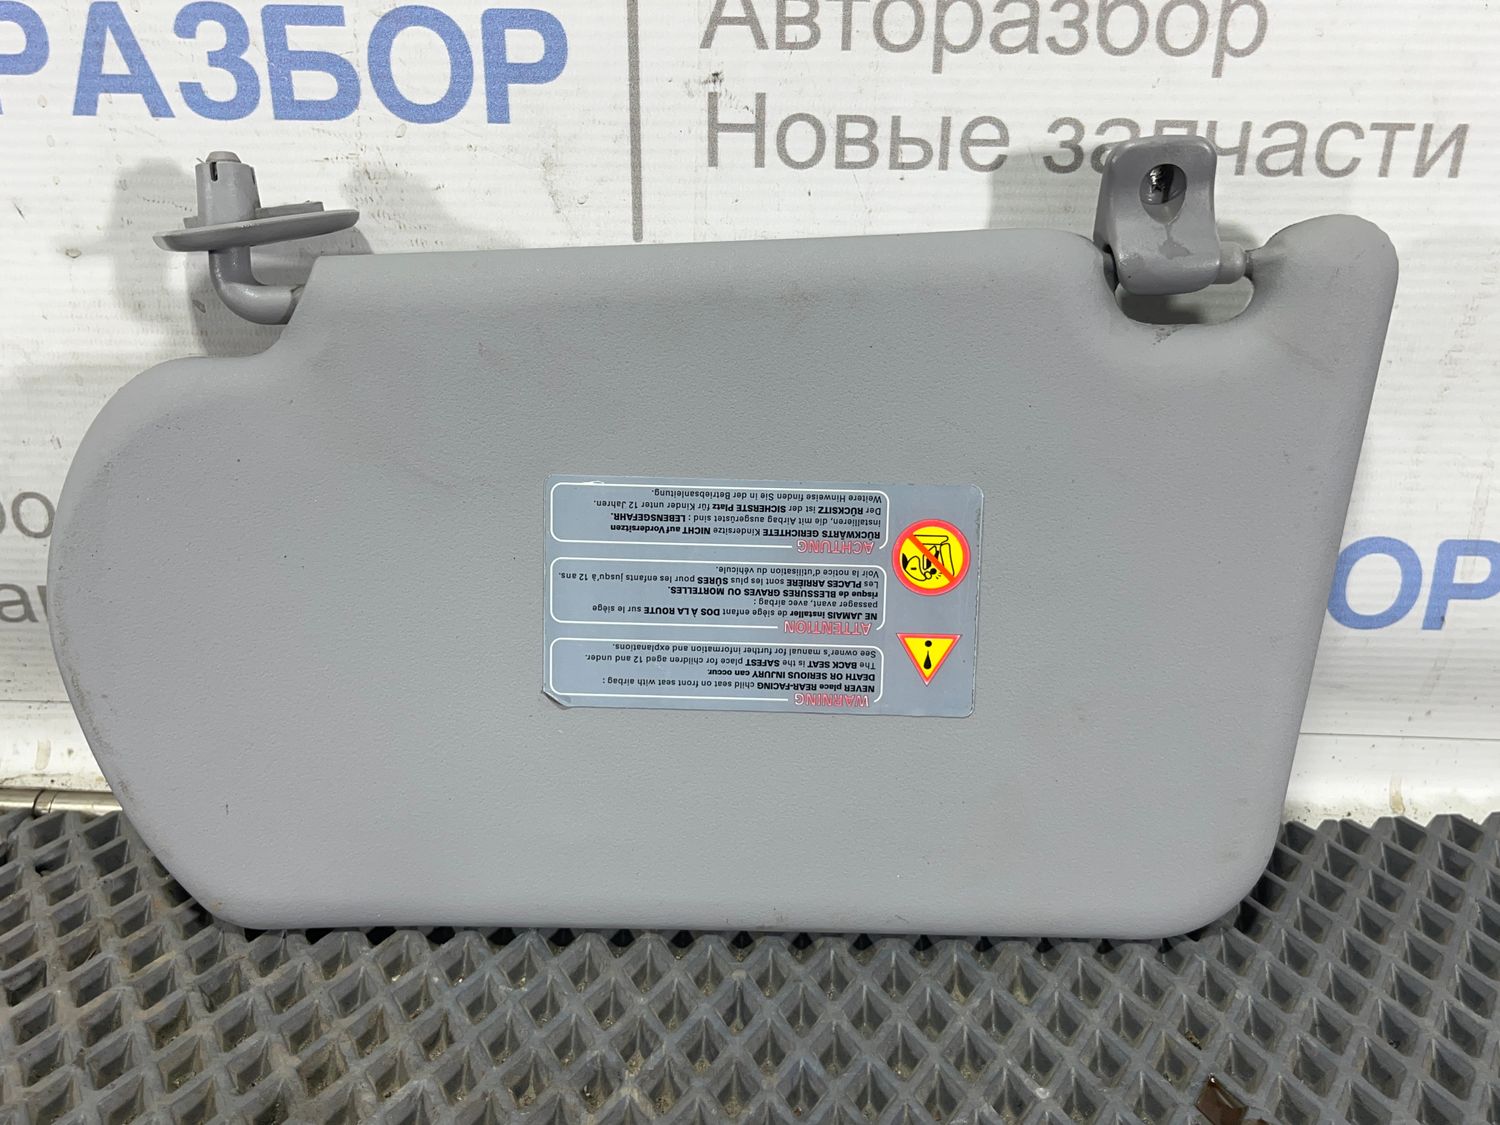 РАЗБОР
Авторазбор
Новые запчасти
ОР
WARNING
NEVER place REAR-FACING child seat on front seat with airbag :
DEATH OR SERIOUS INJURY can occur.
The BACK SEAT is the SAFEST place for children aged 12 and under.
See owner's manual for further information and explanations.
ATTENTION
NE JAMAIS installer de siège enfant DOS À LA ROUTE sur le siège
passager avant, avec airbag :
risque de BLESSURES GRAVES OU MORTELLES.
Les PLACES ARRIÈRE sont les plus SÛRES pour les enfants jusqu'à 12 ans.
Voir la notice d'utilisation du véhicule.
ACHTUNG
RÜCKWÄRTS GERICHTETE Kindersitze NICHT auf Vordersitzen
installieren, die mit Airbag ausgerüstet sind : LEBENSGEFAHR.
Der RÜCKSITZ ist der SICHERSTE Platz für Kinder unter 12 Jahren.
Weitere Hinweise finden Sie in der Betriebsanleitung.